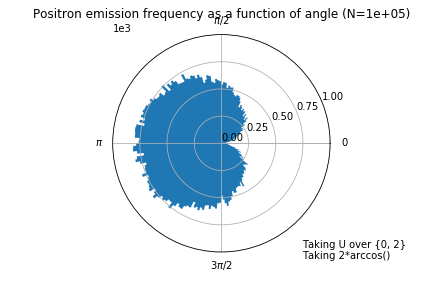 Positron emission frequency as a function of angle (N=1e+05)
π/2
1e3
1.00
0.75
0.50
0.25
0.00
π
0
3π/2
Taking U over {0, 2}
Taking 2*arccos()